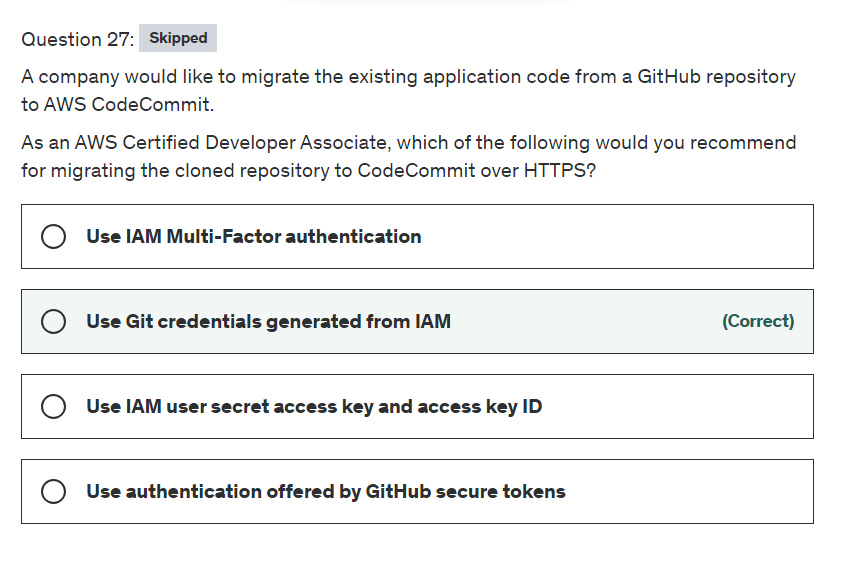 Question 27: Skipped
A company would like to migrate the existing application code from a GitHub repository
to AWS CodeCommit.
As an AWS Certified Developer Associate, which of the following would you recommend
for migrating the cloned repository to CodeCommit over HTTPS?
Use IAM Multi-Factor authentication
Use Git credentials generated from IAM (Correct)
Use IAM user secret access key and access key ID
Use authentication offered by GitHub secure tokens